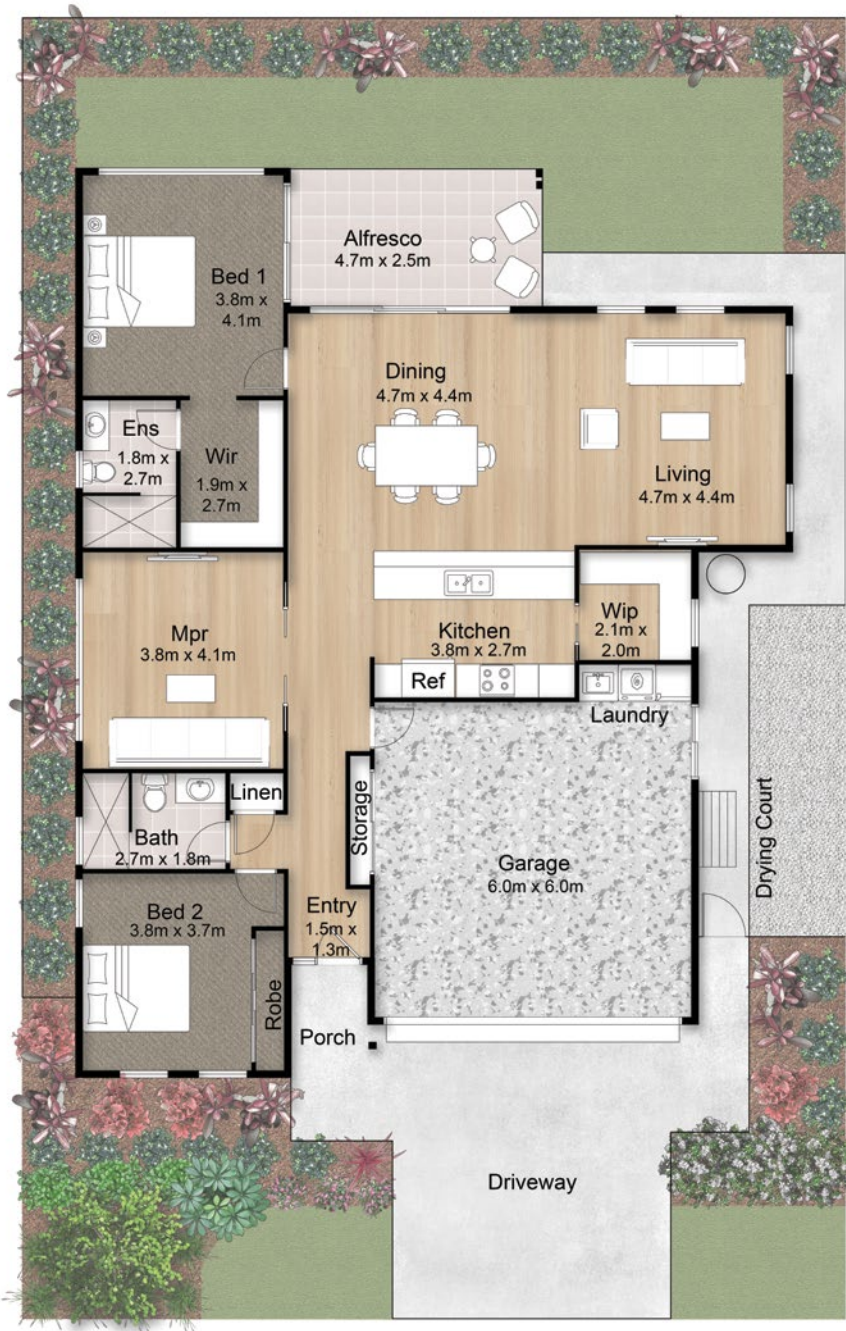 Alfresco
4.7m x 2.5m
Bed 1
3.8m x
4.1m
Dining
4.7m x 4.4m
Ens
1.8m x
2.7m
Wir
1.9m x
2.7m
Living
4.7m x 4.4m
Mpr
3.8m x 4.1m
Kitchen
3.8m x 2.7m
Wip
2.1m x
2.0m
Ref
Laundry
Linen
Storage
Bath
2.7m x 1.8m
Garage
6.0m x 6.0m
Drying Court
Bed 2
3.8m x 3.7m
Entry
1.5m x
1.3m
Robe
Porch
Driveway